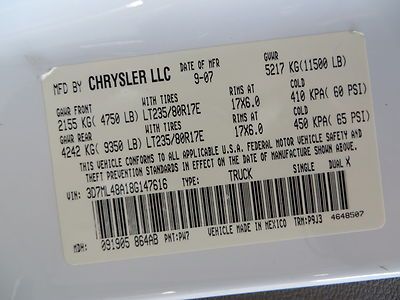 MFD BY CHRYSLER LLC DATE OF MFR 9-07 GVWR 5217 KG(11500 LB)
GAWR FRONT WITH TIRES RIMS AT COLD
2155 KG( 4750 LB) LT235/80R17E 17X6.0 410 KPA( 60 PSI)
GAWR REAR WITH TIRES RIMS AT COLD
4242 KG( 9350 LB) LT235/80R17E 17X6.0 450 KPA( 65 PSI)
THIS VEHICLE CONFORMS TO ALL APPLICABLE U.S.A. FEDERAL MOTOR VEHICLE SAFETY AND
THEFT PREVENTION STANDARDS IN EFFECT ON THE DATE OF MANUFACTURE SHOWN ABOVE.
VIN: 3D7ML48A18G147616 TYPE: TRUCK SINGLE DUAL X
MDH: 091905 864AB PNT: PW7 VEHICLE MADE IN MEXICO TRM: P9J3 4648507